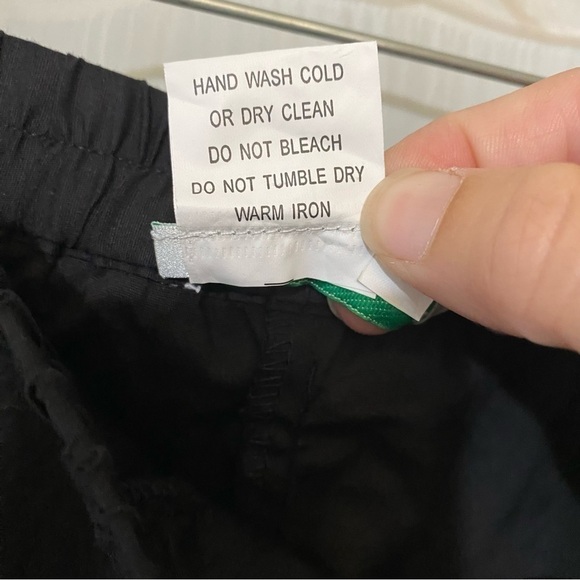 HAND WASH COLD
OR DRY CLEAN
DO NOT BLEACH
DO NOT TUMBLE DRY
WARM IRON